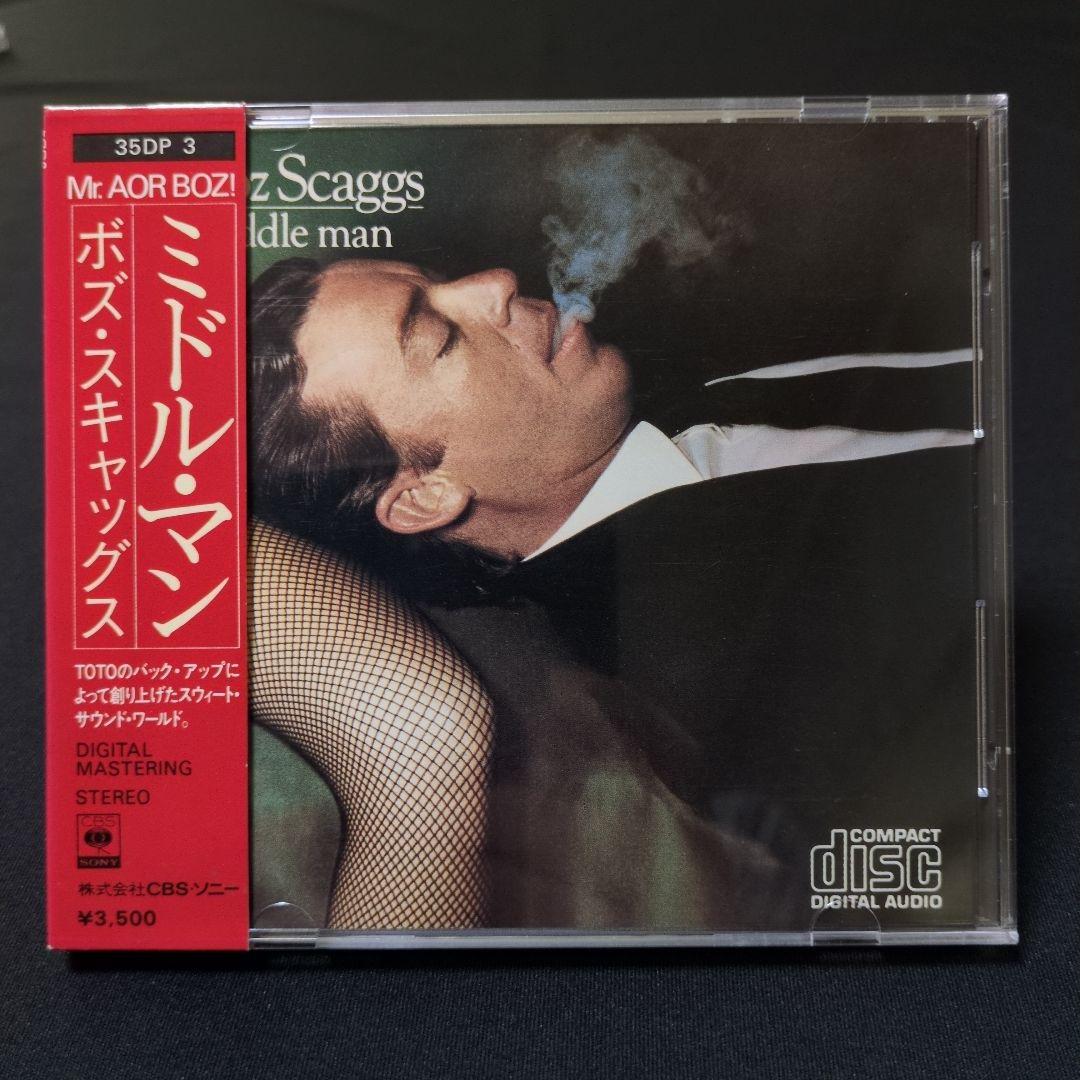 35DP 3
Mr. AOR BOZ!
ミドル・マン
ボズ・スキャッグス
TOTOのバック・アップに
よって創り上げたスウィート・
サウンド・ワールド。
DIGITAL
MASTERING
STEREO
CBS
SONY
株式会社CBS・ソニー
¥3,500
oz Scaggs
ddle man
COMPACT
disc
DIGITAL AUDIO